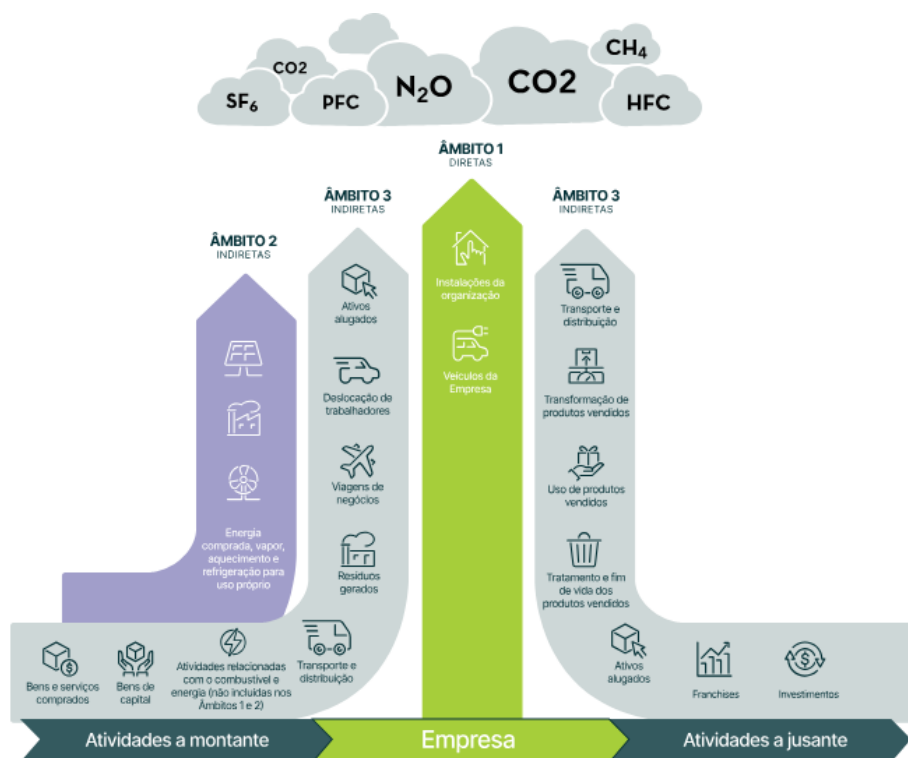 CO2
SF₆
PFC
N₂O
CO2
CH₄
HFC
ÂMBITO 1
DIRETAS
ÂMBITO 3
INDIRETAS
ÂMBITO 3
INDIRETAS
ÂMBITO 2
INDIRETAS
Ativos
alugados
Deslocação de
trabalhadores
Viagens de
negócios
Resíduos
gerados
Instalações da
organização
Veículos da
Empresa
Transporte e
distribuição
Transformação de
produtos vendidos
Uso de produtos
vendidos
Tratamento e fim
de vida dos
produtos vendidos
Energia
comprada, vapor,
aquecimento e
refrigeração para
uso próprio
Bens e serviços
comprados
Bens de
capital
Atividades relacionadas
com o combustível e
energia (não incluídas nos
Âmbitos 1 e 2)
Transporte e
distribuição
Ativos
alugados
Franchises
Investimentos
Atividades a montante
Empresa
Atividades a jusante